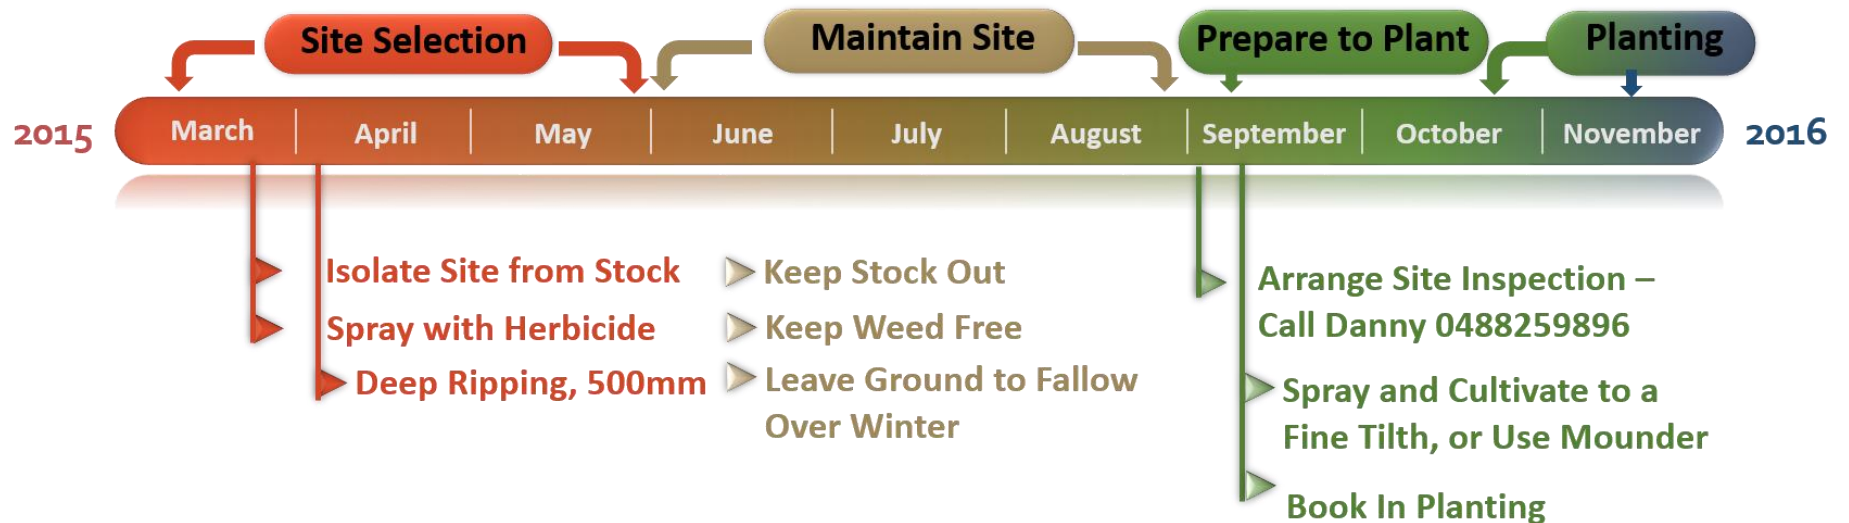 Site Selection
Maintain Site
Prepare to Plant
Planting
2015
March
April
May
June
July
August
September
October
November
2016
Isolate Site from Stock
Spray with Herbicide
Deep Ripping, 500mm
Keep Stock Out
Keep Weed Free
Leave Ground to Fallow
Over Winter
Arrange Site Inspection –
Call Danny 0488259896
Spray and Cultivate to a
Fine Tilth, or Use Mounder
Book In Planting